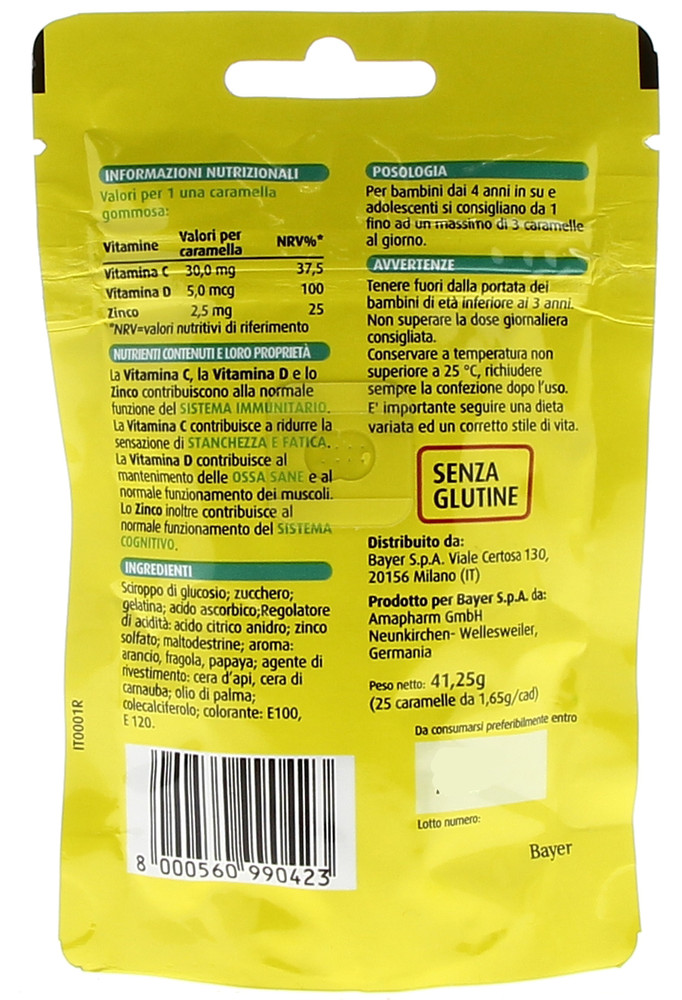 INFORMAZIONI NUTRIZIONALI
Valori per 1 una caramella
gommosa:
Vitamine Valori per caramella NRV%*
Vitamina C 30,0 mg 37,5
Vitamina D 5,0 mcg 100
Zinco 2,5 mg 25
*NRV=valori nutritivi di riferimento
NUTRIENTI CONTENUTI E LORO PROPRIETÀ
La Vitamina C, la Vitamina D e lo
Zinco contribuiscono alla normale
funzione del SISTEMA IMMUNITARIO.
La Vitamina C contribuisce a ridurre la
sensazione di STANCHEZZA E FATICA.
La Vitamina D contribuisce al
mantenimento delle OSSA SANE e al
normale funzionamento dei muscoli.
Lo Zinco inoltre contribuisce al
normale funzionamento del SISTEMA
COGNITIVO.
INGREDIENTI
Sciroppo di glucosio; zucchero;
gelatina; acido ascorbico;Regolatore
di acidità: acido citrico anidro; zinco
solfato; maltodestrine; aroma:
arancio, fragola, papaya; agente di
rivestimento: cera d'api, cera di
carnauba; olio di palma;
colecalciferolo; colorante: E100,
E 120.
IT0001R
8 000560 990423
POSOLOGIA
Per bambini dai 4 anni in su e
adolescenti si consigliano da 1
fino ad un massimo di 3 caramelle
al giorno.
AVVERTENZE
Tenere fuori dalla portata dei
bambini di età inferiore ai 3 anni.
Non superare la dose giornaliera
consigliata.
Conservare a temperatura non
superiore a 25 °C, richiudere
sempre la confezione dopo l'uso.
E' importante seguire una dieta
variata ed un corretto stile di vita.
SENZA
GLUTINE
Distribuito da:
Bayer S.p.A. Viale Certosa 130,
20156 Milano (IT)
Prodotto per Bayer S.p.A. da:
Amapharm GmbH
Neunkirchen- Wellesweiler,
Germania
Peso netto: 41,25g
(25 caramelle da 1,65g/cad)
Da consumarsi preferibilmente entro
Lotto numero:
Bayer